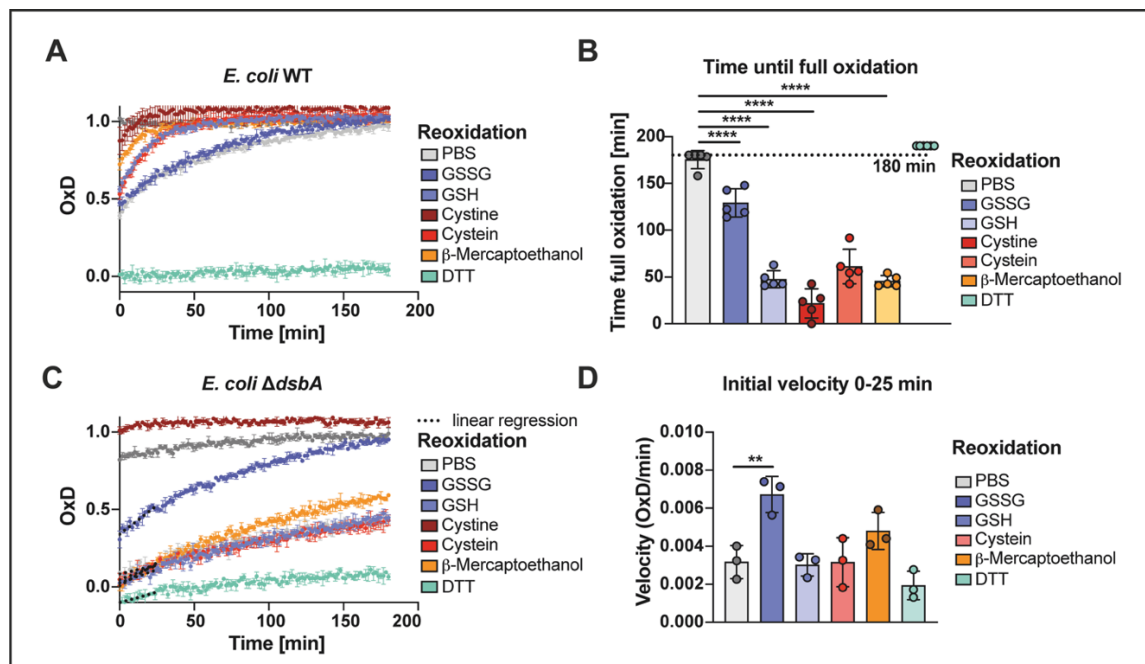 A
E. coli WT
OxD
1.0
0.5
0.0
0
50
100
150
200
Time [min]
Reoxidation
PBS
GSSG
GSH
Cystine
Cystein
β-Mercaptoethanol
DTT
B
Time until full oxidation
Time full oxidation [min]
200
150
100
50
0
****
****
****
****
180 min
Reoxidation
PBS
GSSG
GSH
Cystine
Cystein
β-Mercaptoethanol
DTT
C
E. coli ΔdsbA
OxD
1.0
0.5
0.0
0
50
100
150
200
Time [min]
linear regression
Reoxidation
PBS
GSSG
GSH
Cystine
Cystein
β-Mercaptoethanol
DTT
D
Initial velocity 0-25 min
Velocity (OxD/min)
0.010
0.008
0.006
0.004
0.002
0.000
**
Reoxidation
PBS
GSSG
GSH
Cystein
β-Mercaptoethanol
DTT